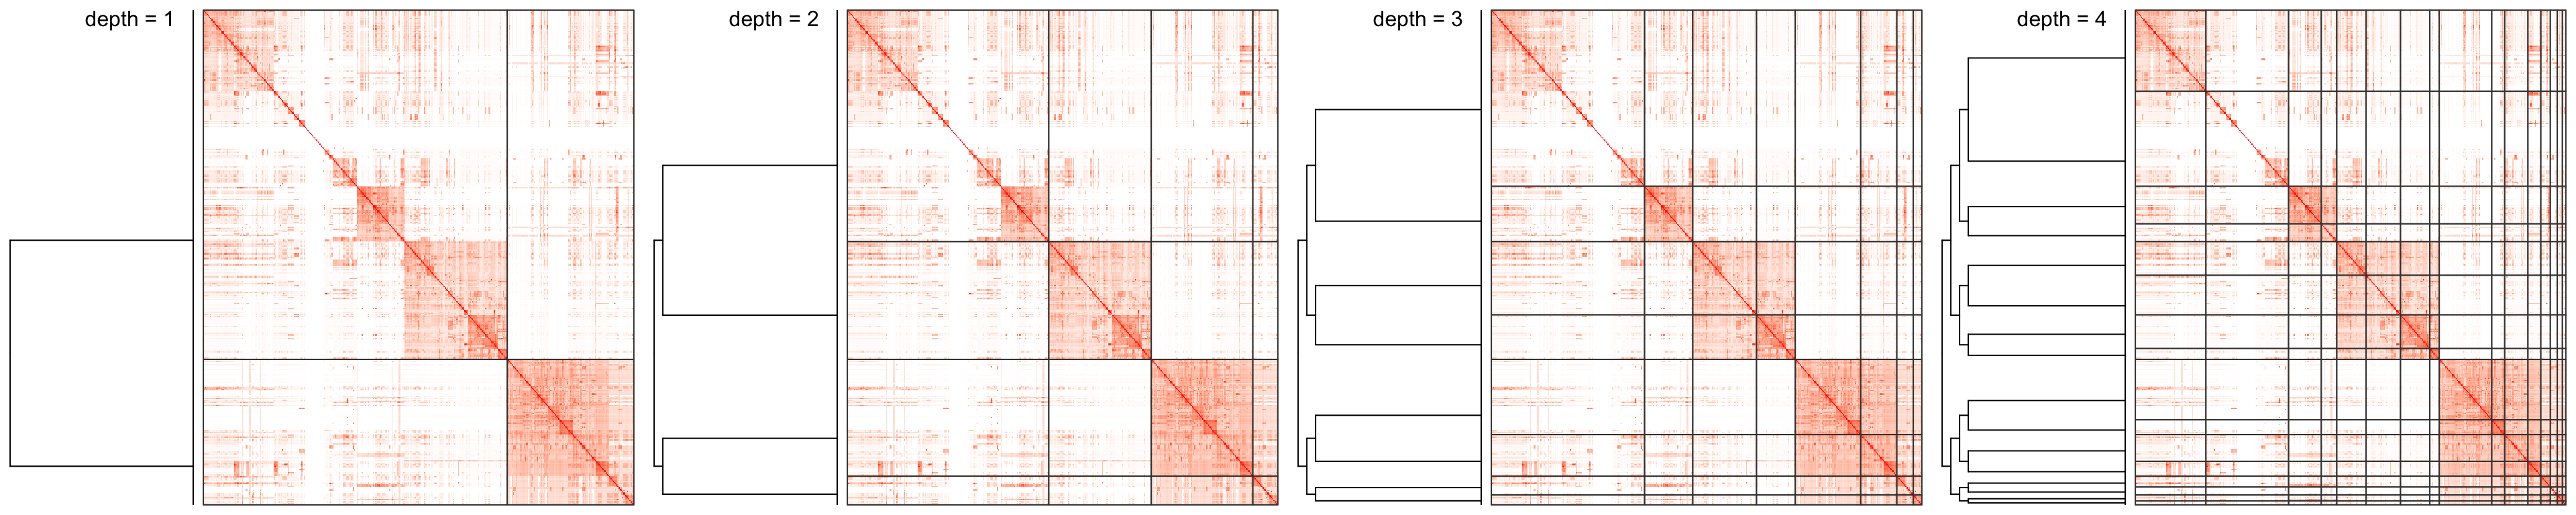 depth = 1
depth = 2
depth = 3
depth = 4